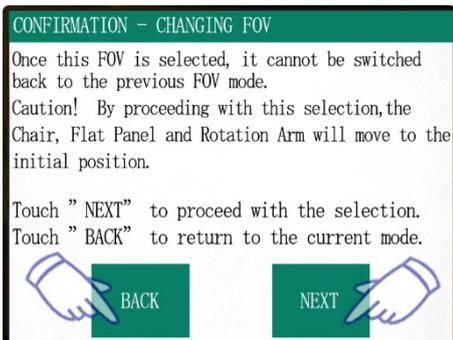 CONFIRMATION - CHANGING FOV
Once this FOV is selected, it cannot be switched
back to the previous FOV mode.
Caution!  By proceeding with this selection,the
Chair, Flat Panel and Rotation Arm will move to the
initial position.
Touch ” NEXT”  to proceed with the selection.
Touch ” BACK”  to return to the current mode.
BACK NEXT